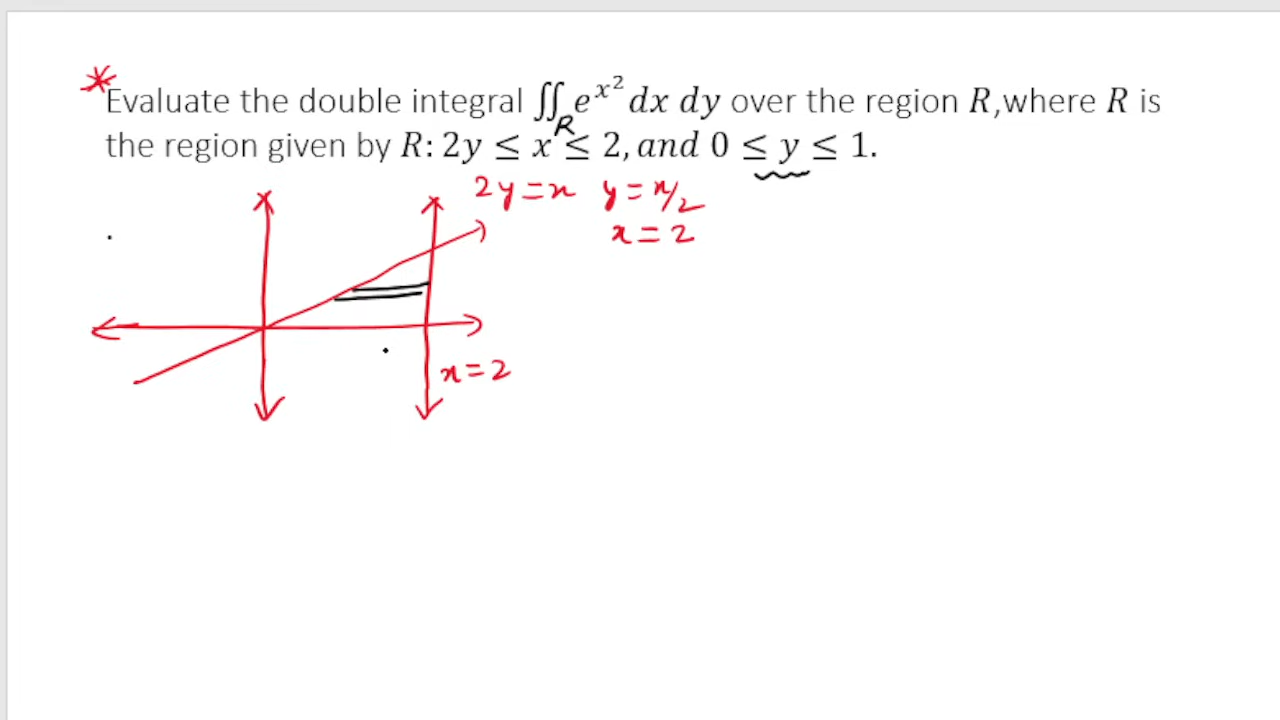 *Evaluate the double integral ∬_R e^{x^2} dx dy over the region R,where R is
the region given by R: 2y ≤ x ≤ 2, and 0 ≤ y ≤ 1.
2y=x y=x/2
x=2
x=2